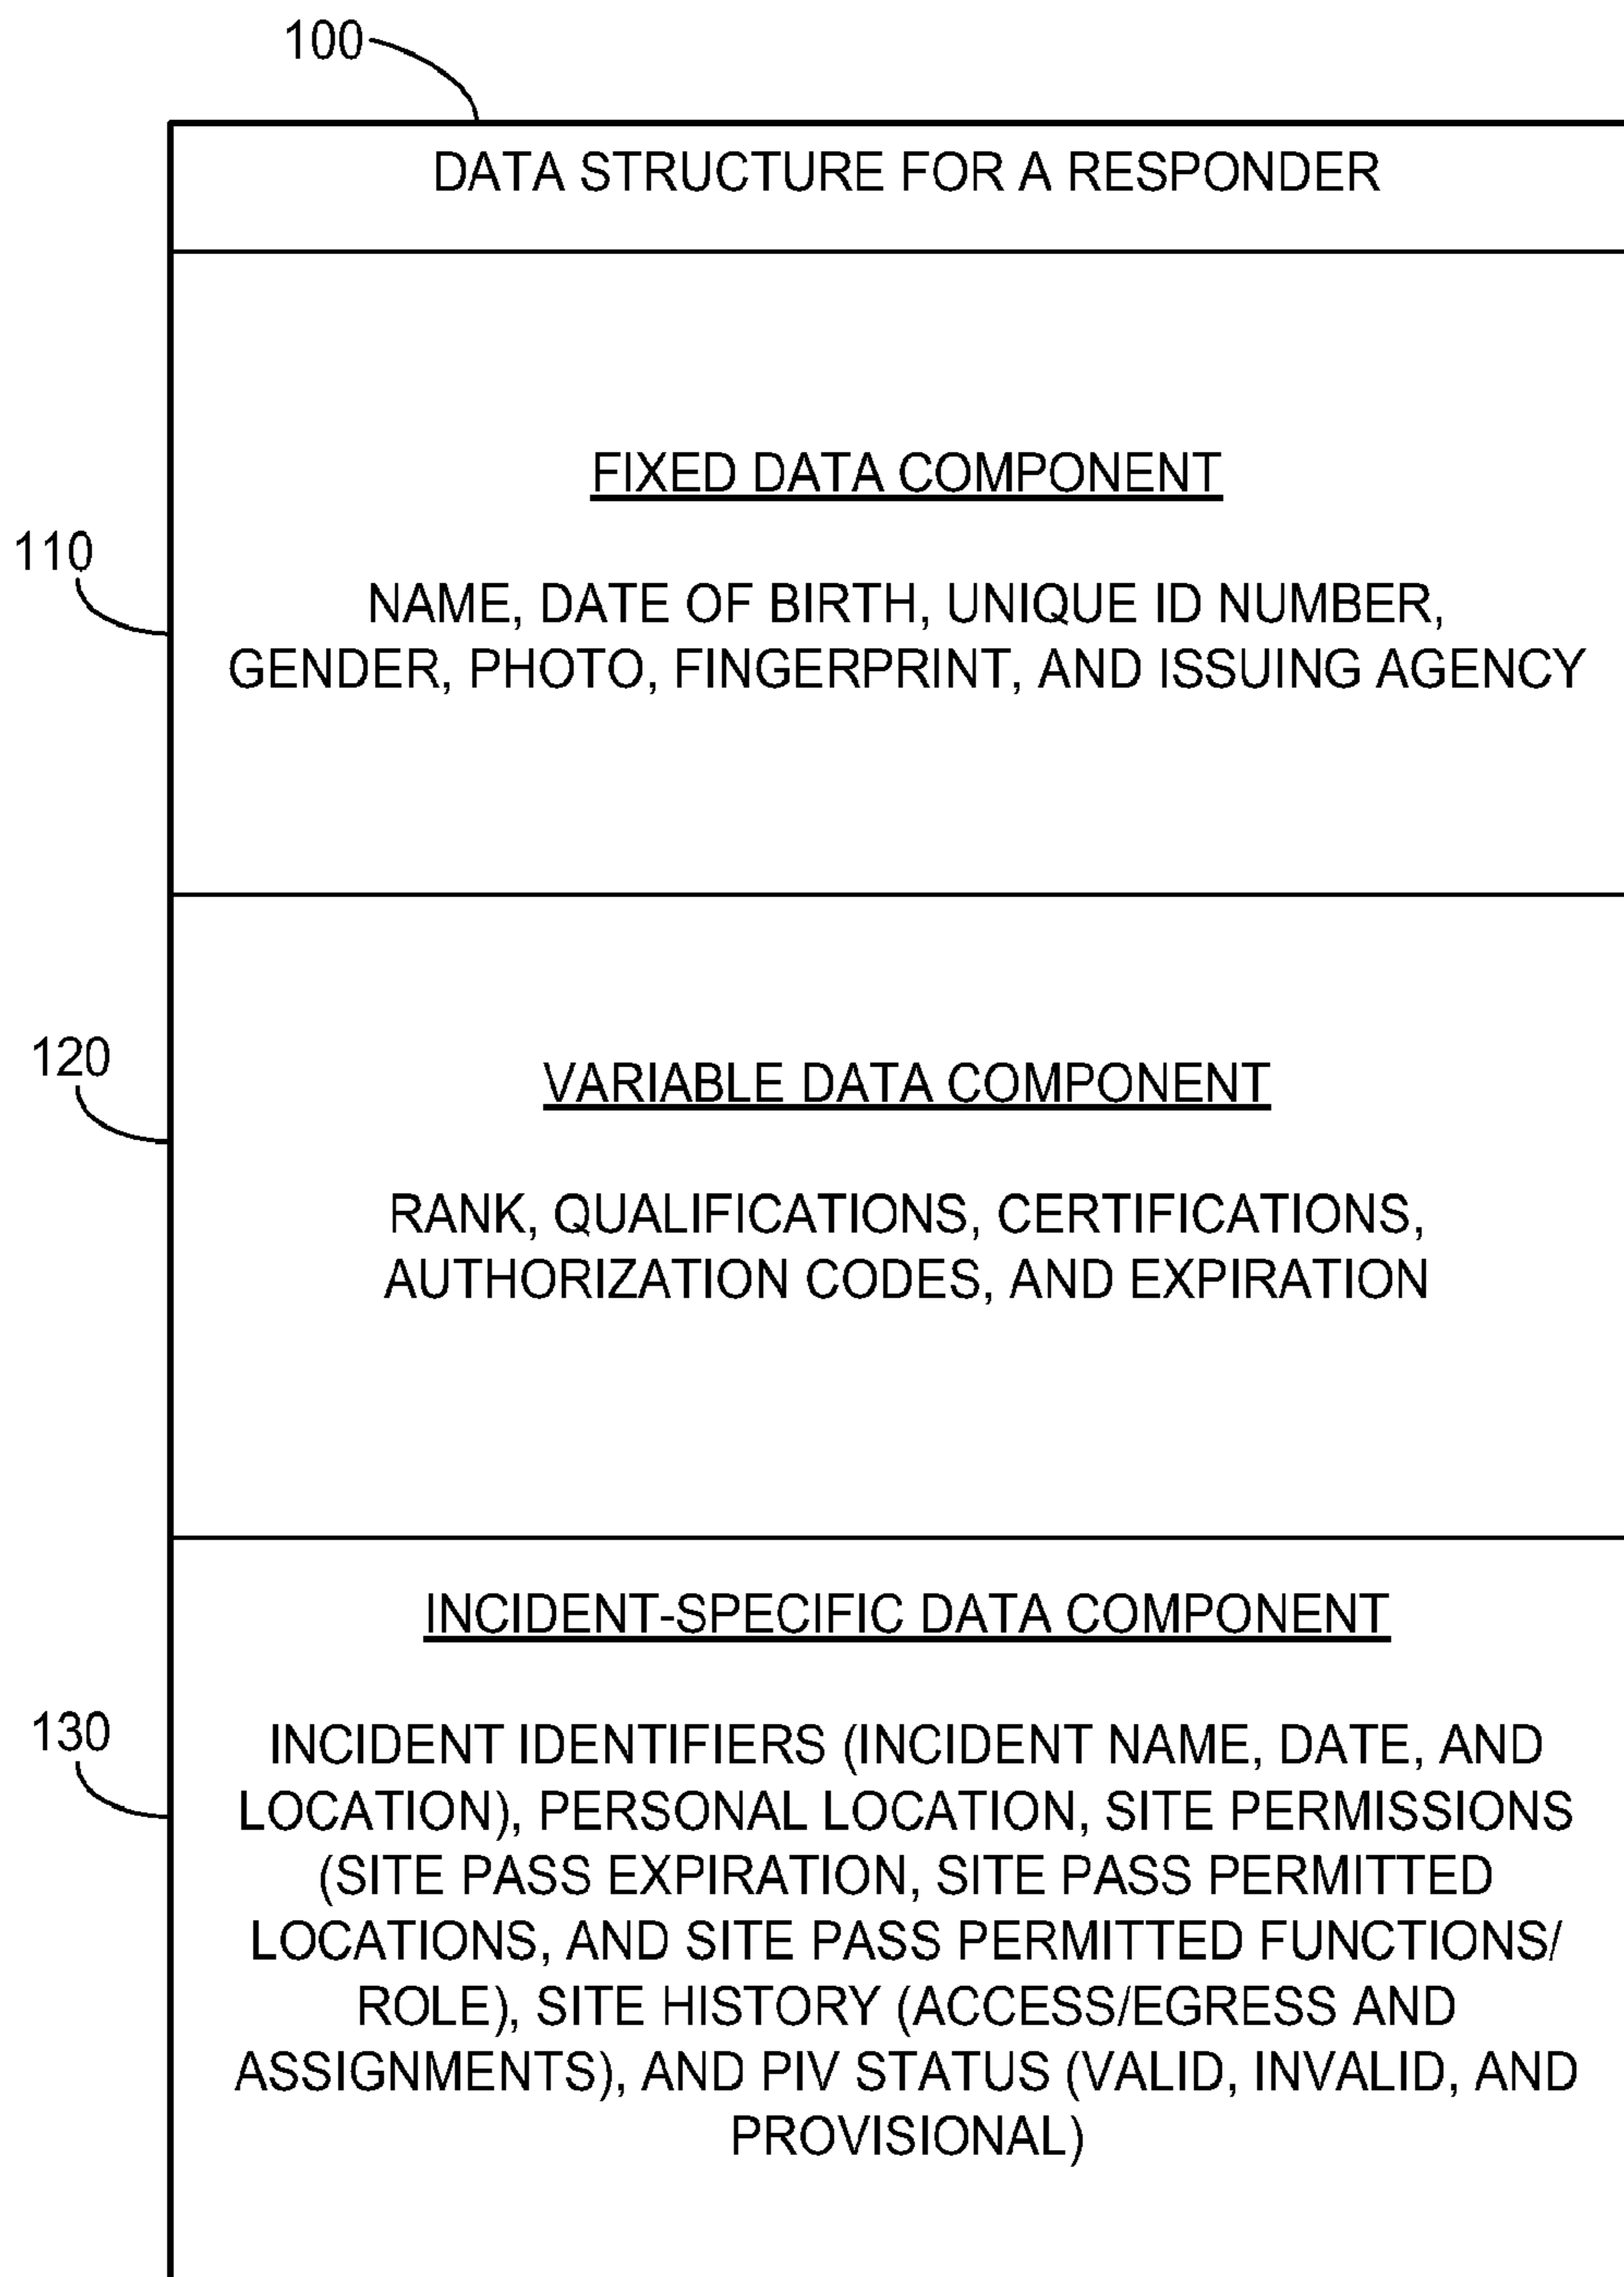 100
DATA STRUCTURE FOR A RESPONDER
FIXED DATA COMPONENT
110
NAME, DATE OF BIRTH, UNIQUE ID NUMBER,
GENDER, PHOTO, FINGERPRINT, AND ISSUING AGENCY
120
VARIABLE DATA COMPONENT
RANK, QUALIFICATIONS, CERTIFICATIONS,
AUTHORIZATION CODES, AND EXPIRATION
INCIDENT-SPECIFIC DATA COMPONENT
130
INCIDENT IDENTIFIERS (INCIDENT NAME, DATE, AND
LOCATION), PERSONAL LOCATION, SITE PERMISSIONS
(SITE PASS EXPIRATION, SITE PASS PERMITTED
LOCATIONS, AND SITE PASS PERMITTED FUNCTIONS/
ROLE), SITE HISTORY (ACCESS/EGRESS AND
ASSIGNMENTS), AND PIV STATUS (VALID, INVALID, AND
PROVISIONAL)